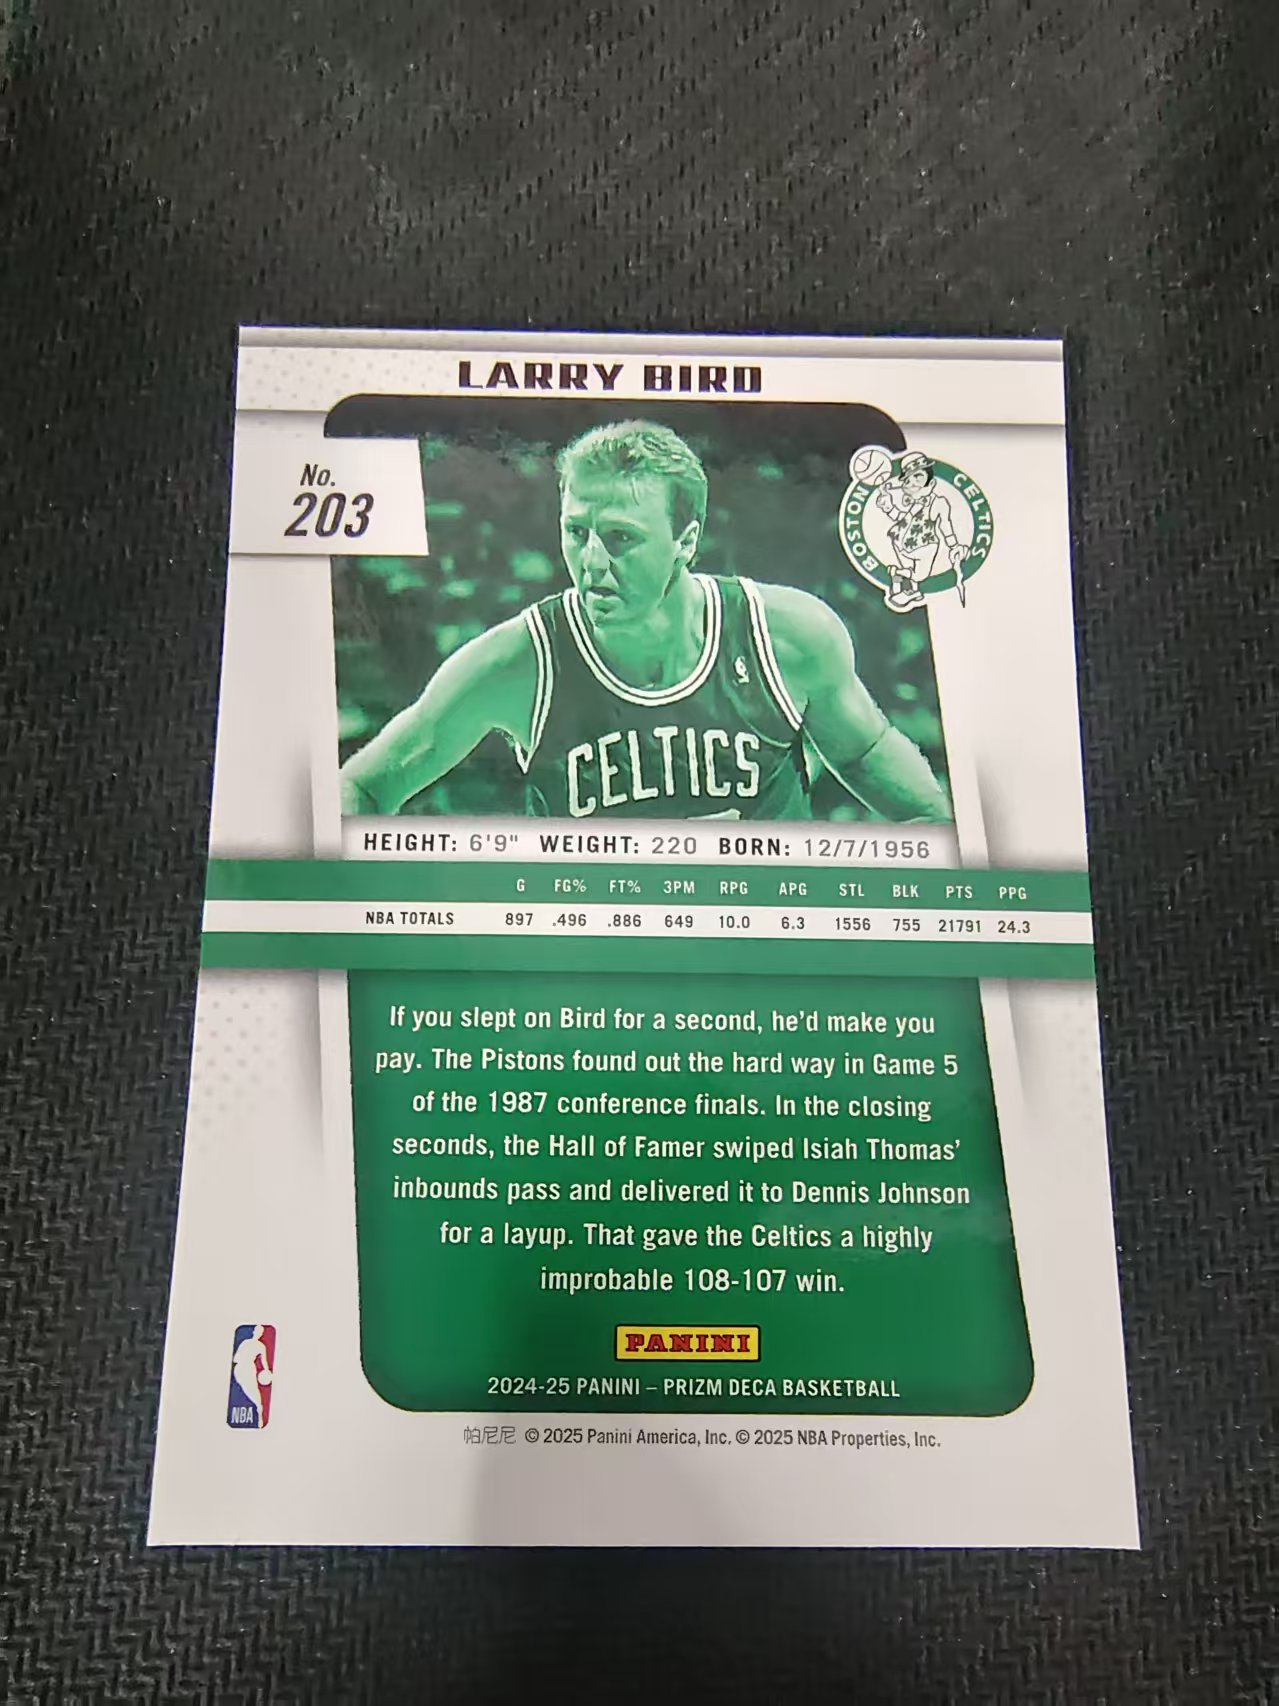 LARRY BIRD
No.
203
BOSTON CELTICS
CELTICS
HEIGHT: 6'9" WEIGHT: 220 BORN: 12/7/1956
G FG% FT% 3PM RPG APG STL BLK PTS PPG
NBA TOTALS 897 .496 .886 649 10.0 6.3 1556 755 21791 24.3
If you slept on Bird for a second, he’d make you
pay. The Pistons found out the hard way in Game 5
of the 1987 conference finals. In the closing
seconds, the Hall of Famer swiped Isiah Thomas’
inbounds pass and delivered it to Dennis Johnson
for a layup. That gave the Celtics a highly
improbable 108-107 win.
PANINI
2024-25 PANINI – PRIZM DECA BASKETBALL
NBA
帕尼尼 © 2025 Panini America, Inc. © 2025 NBA Properties, Inc.